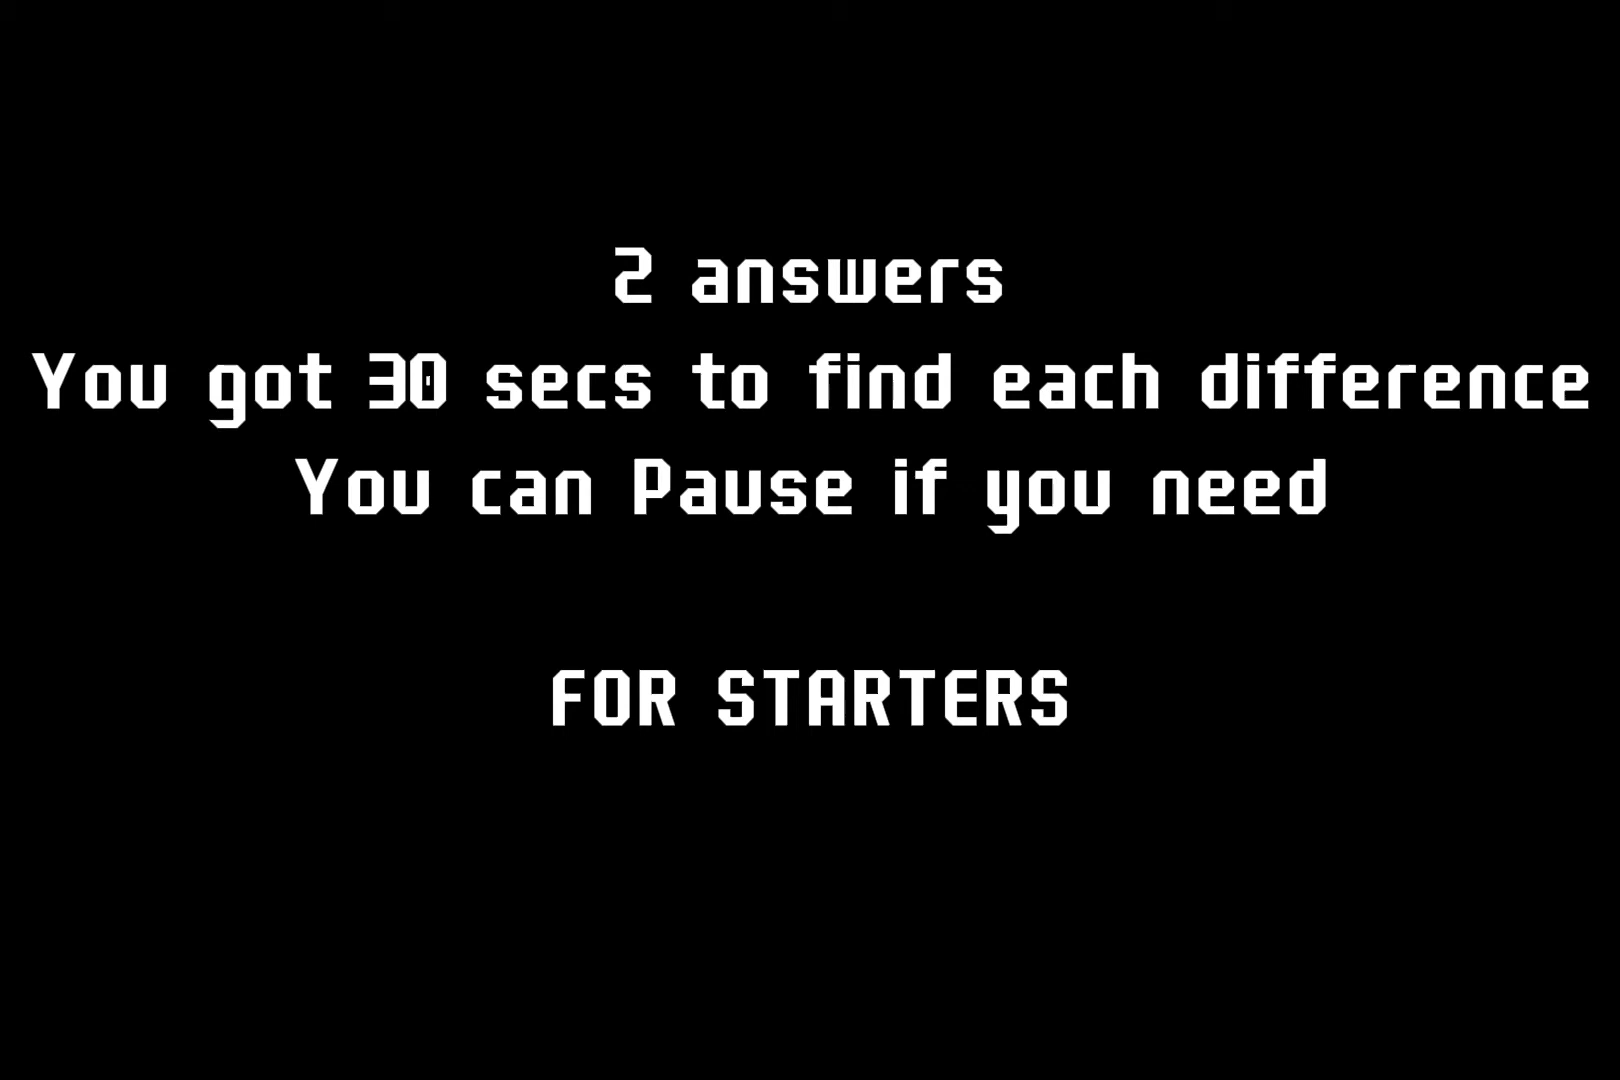 2 answers
You got 30 secs to find each difference
You can Pause if you need
FOR STARTERS